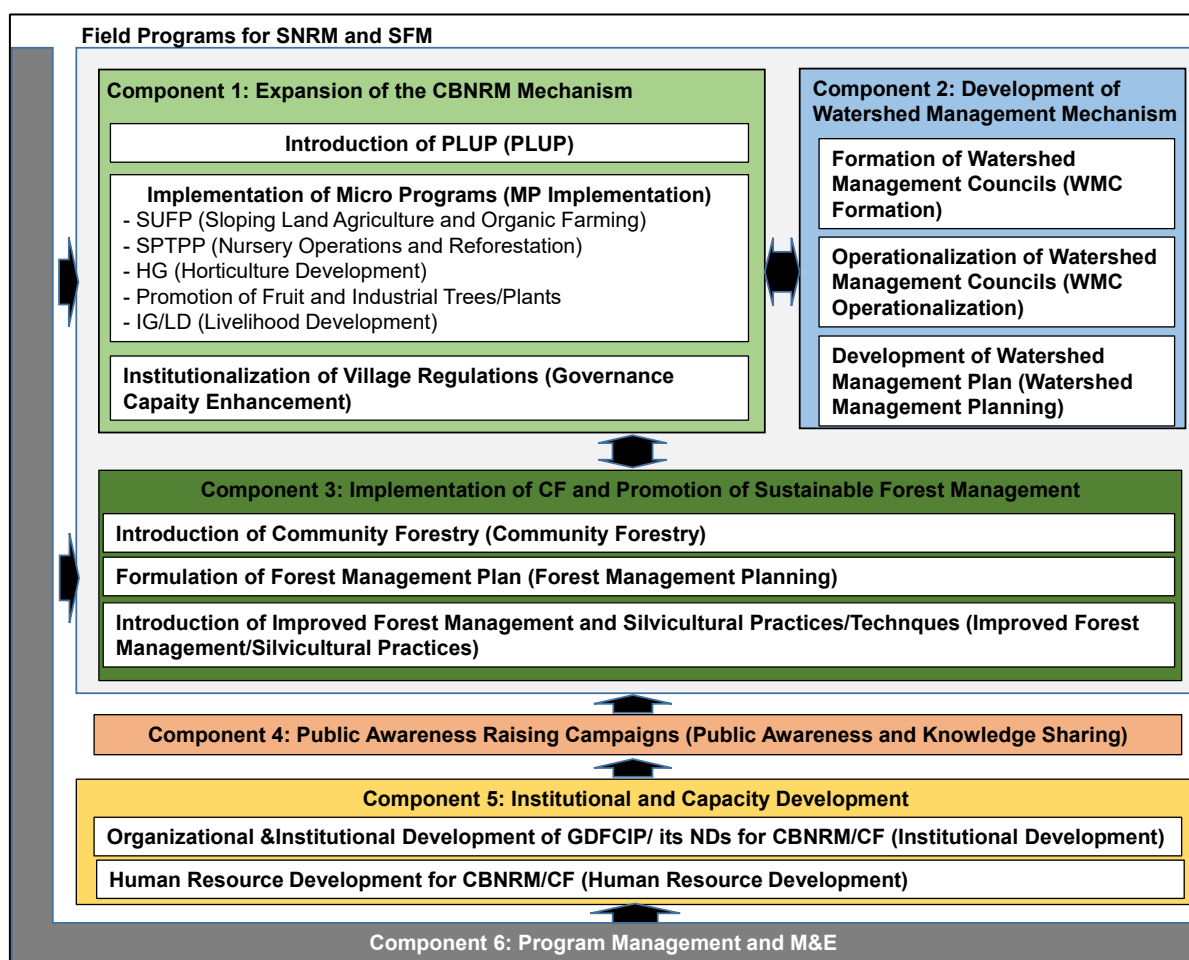 Field Programs for SNRM and SFM
Component 1: Expansion of the CBNRM Mechanism
Introduction of PLUP (PLUP)
Implementation of Micro Programs (MP Implementation)
- SUFP (Sloping Land Agriculture and Organic Farming)
- SPTPP (Nursery Operations and Reforestation)
- HG (Horticulture Development)
- Promotion of Fruit and Industrial Trees/Plants
- IG/LD (Livelihood Development)
Institutionalization of Village Regulations (Governance
Capaity Enhancement)
Component 2: Development of
Watershed Management Mechanism
Formation of Watershed
Management Councils (WMC
Formation)
Operationalization of Watershed
Management Councils (WMC
Operationalization)
Development of Watershed
Management Plan (Watershed
Management Planning)
Component 3: Implementation of CF and Promotion of Sustainable Forest Management
Introduction of Community Forestry (Community Forestry)
Formulation of Forest Management Plan (Forest Management Planning)
Introduction of Improved Forest Management and Silvicultural Practices/Technques (Improved Forest
Management/Silvicultural Practices)
Component 4: Public Awareness Raising Campaigns (Public Awareness and Knowledge Sharing)
Component 5: Institutional and Capacity Development
Organizational &Institutional Development of GDFCIP/ its NDs for CBNRM/CF (Institutional Development)
Human Resource Development for CBNRM/CF (Human Resource Development)
Component 6: Program Management and M&E